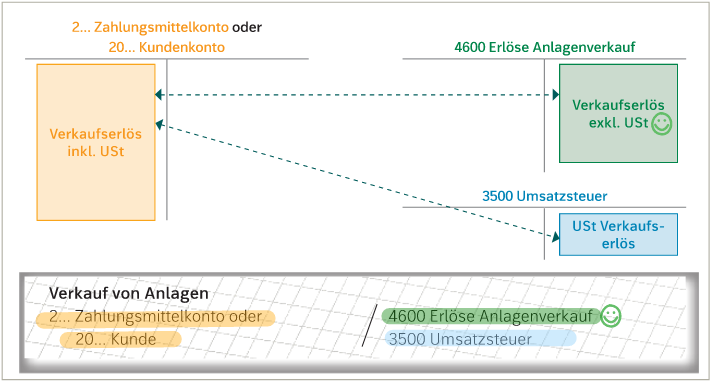 2... Zahlungsmittelkonto oder
20... Kundenkonto
4600 Erlöse Anlagenverkauf
Verkaufserlös
inkl. USt
Verkaufserlös
exkl. USt
3500 Umsatzsteuer
USt Verkaufs-
erlös
Verkauf von Anlagen
2... Zahlungsmittelkonto oder / 4600 Erlöse Anlagenverkauf
20... Kunde 3500 Umsatzsteuer